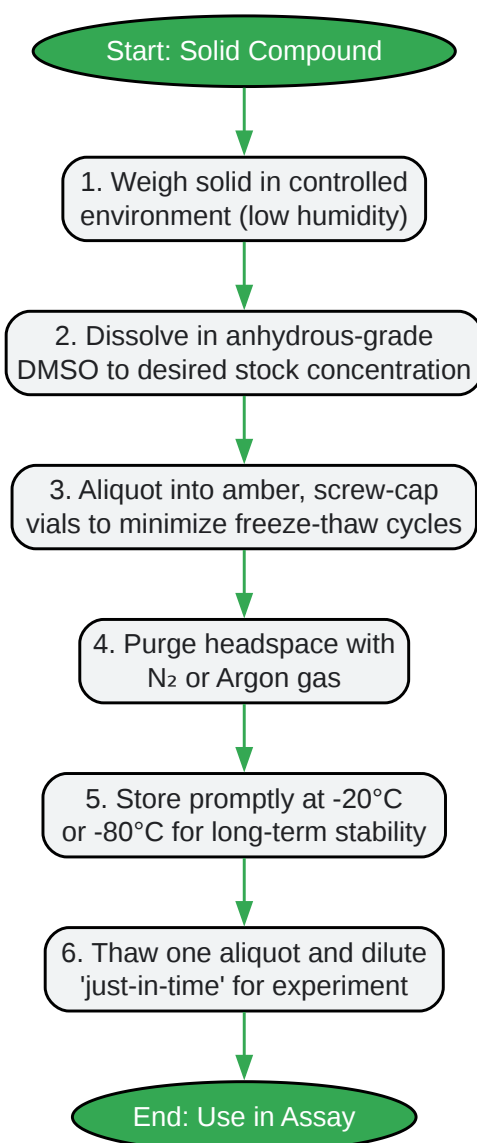 Start: Solid Compound
1. Weigh solid in controlled
environment (low humidity)
2. Dissolve in anhydrous-grade
DMSO to desired stock concentration
3. Aliquot into amber, screw-cap
vials to minimize freeze-thaw cycles
4. Purge headspace with
N₂ or Argon gas
5. Store promptly at -20°C
or -80°C for long-term stability
6. Thaw one aliquot and dilute
'just-in-time' for experiment
End: Use in Assay